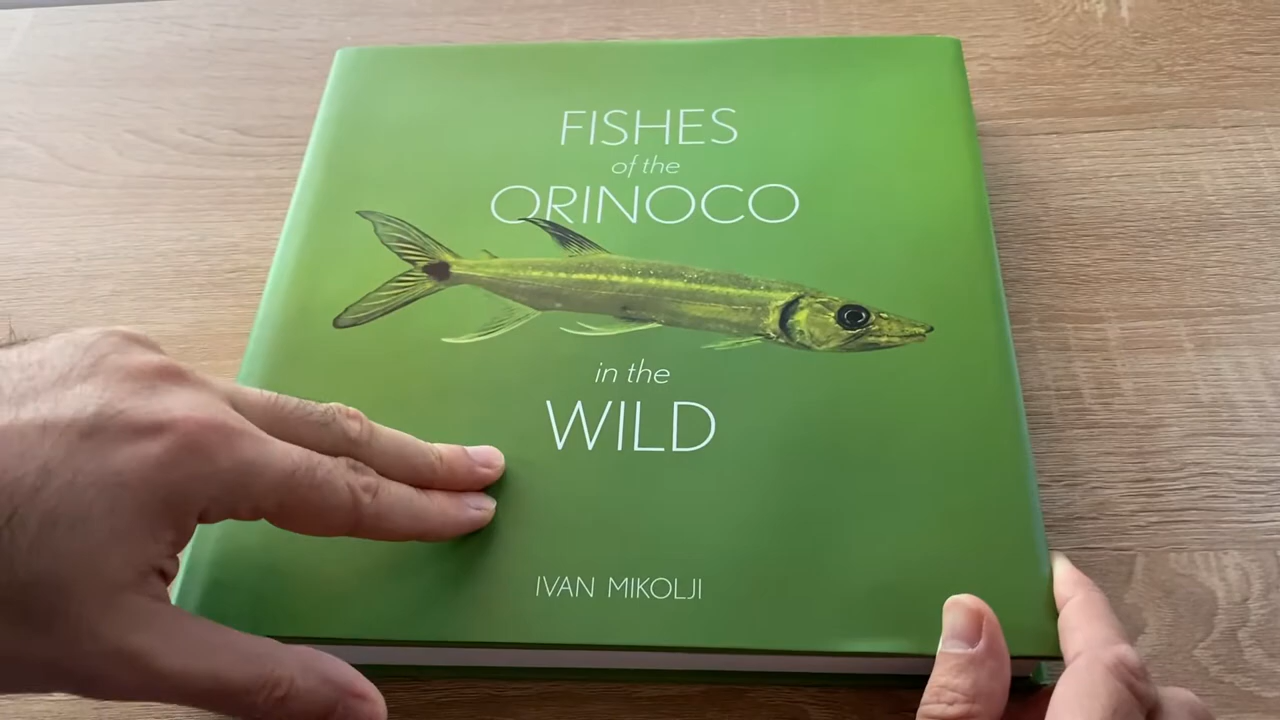 FISHES
of the
ORINOCO
in the
WILD
IVAN MIKOLJI